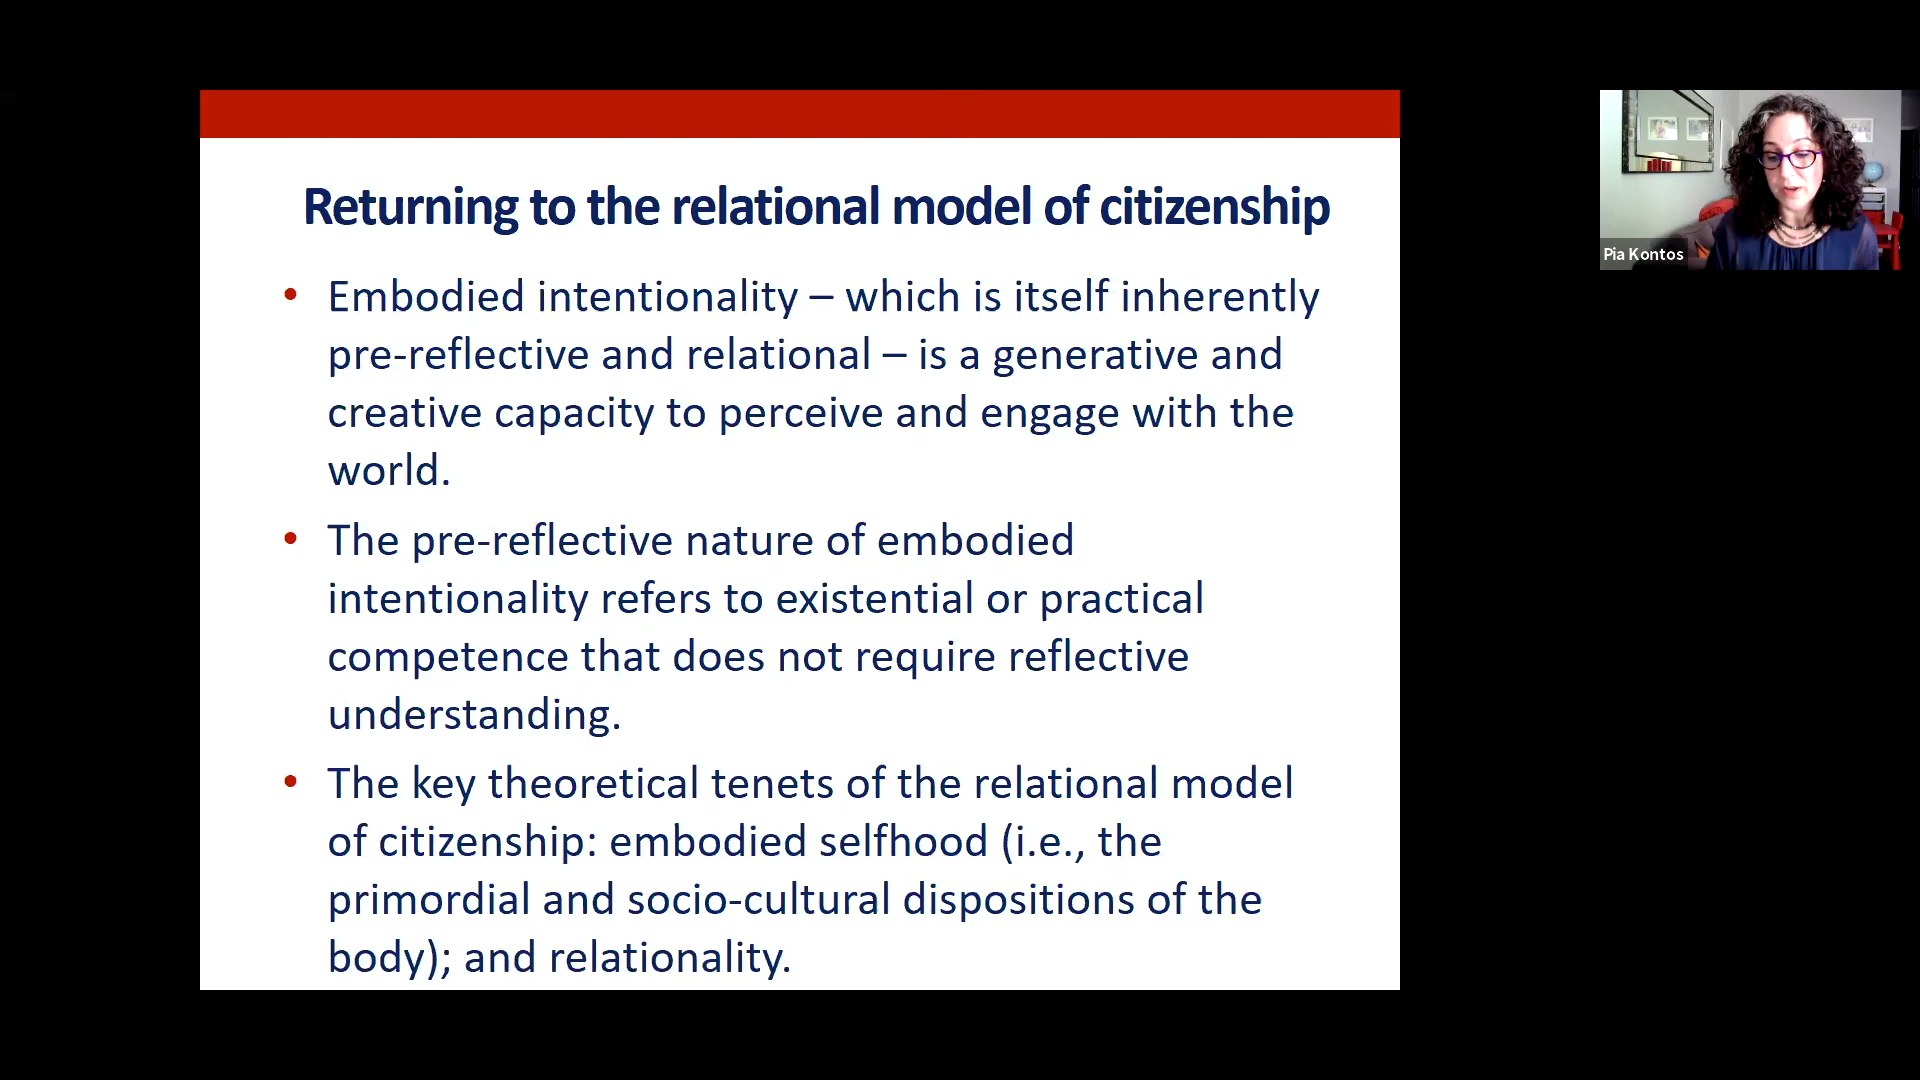 Returning to the relational model of citizenship
• Embodied intentionality – which is itself inherently
pre-reflective and relational – is a generative and
creative capacity to perceive and engage with the
world.
• The pre-reflective nature of embodied
intentionality refers to existential or practical
competence that does not require reflective
understanding.
• The key theoretical tenets of the relational model
of citizenship: embodied selfhood (i.e., the
primordial and socio-cultural dispositions of the
body); and relationality.
Pia Kontos